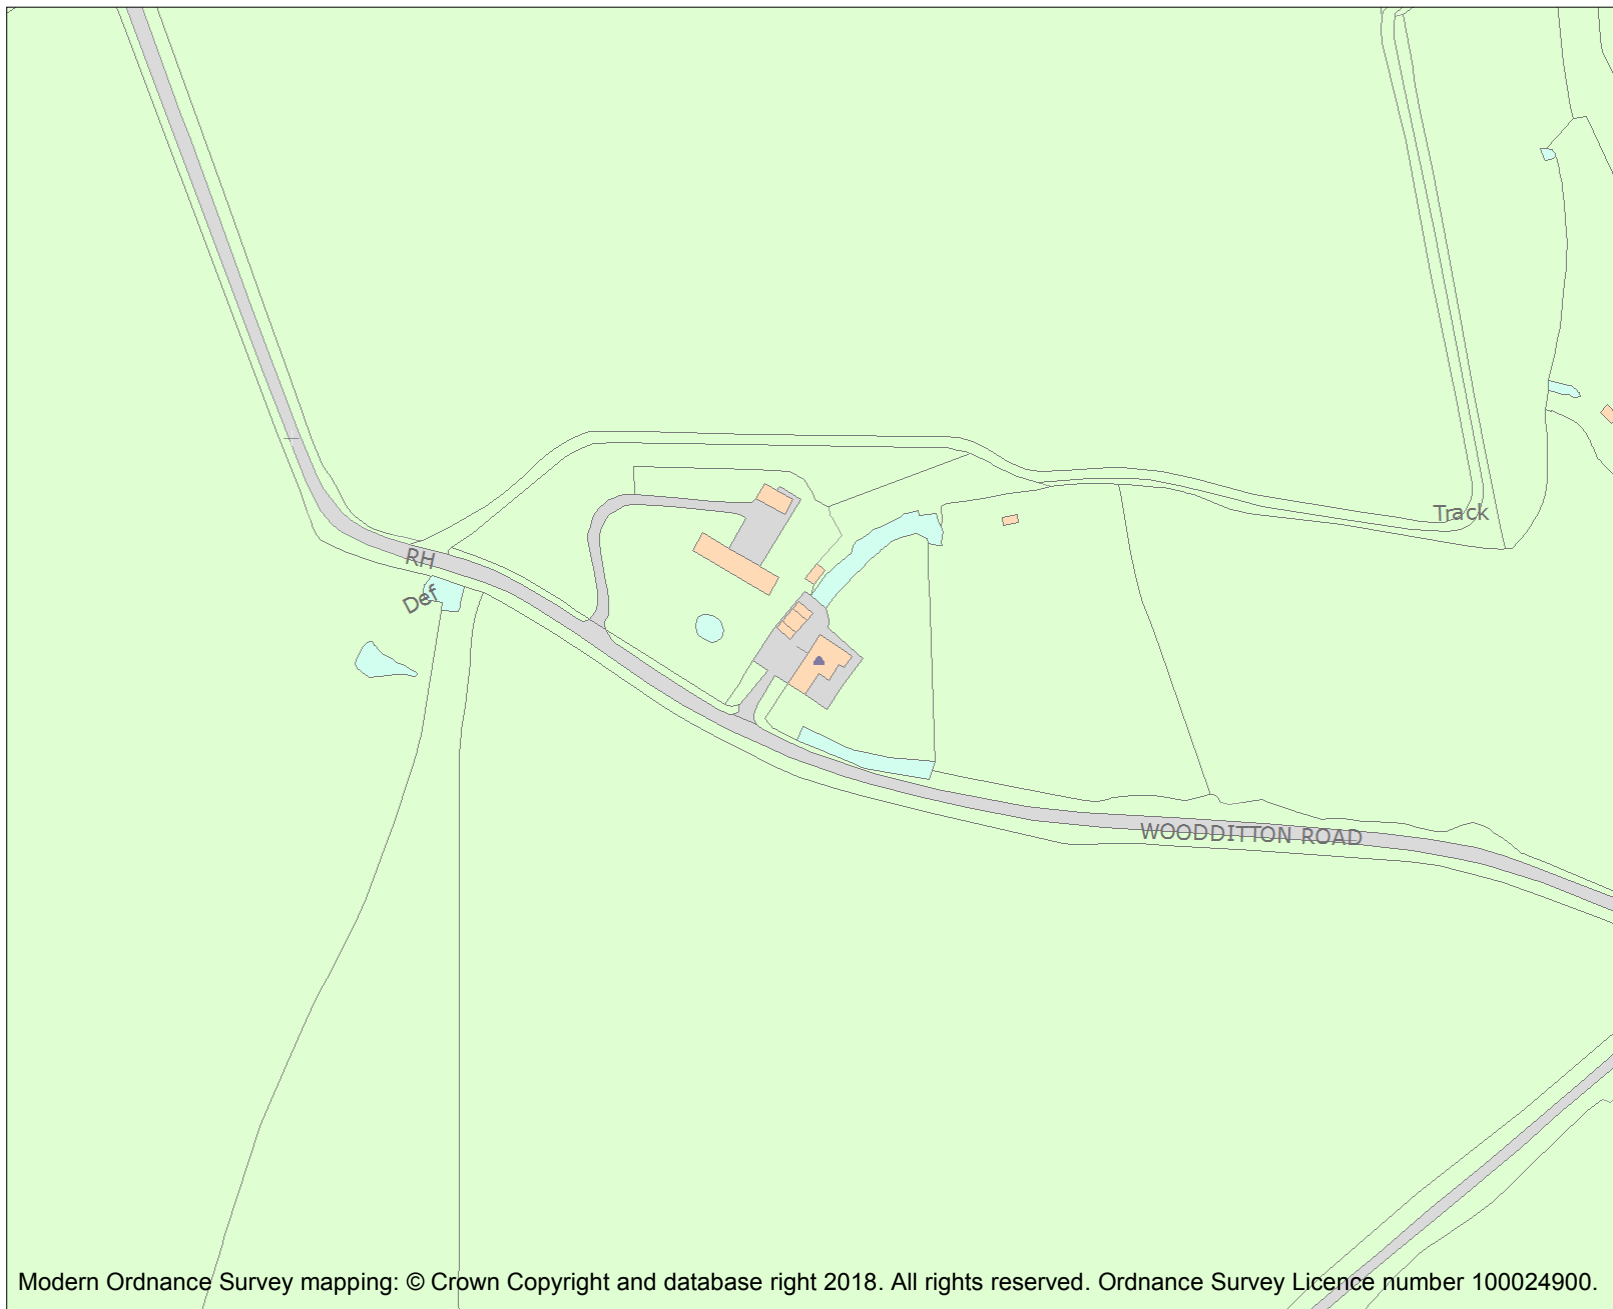 Track
RH
Def
WOODDITTON ROAD
Modern Ordnance Survey mapping: © Crown Copyright and database right 2018. All rights reserved. Ordnance Survey Licence number 100024900.